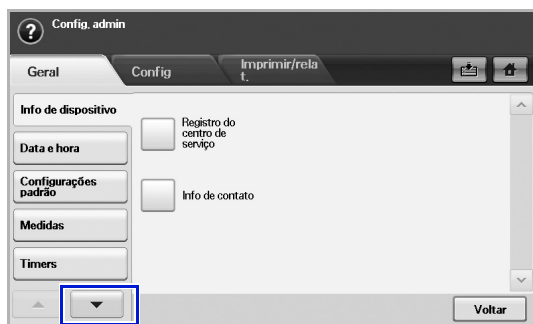 Config. admin
Geral
Config
Imprimir/rela
t.
Info de dispositivo
Registro do
centro de
serviço
Data e hora
Configurações
padrão
Info de contato
Medidas
Timers
Voltar